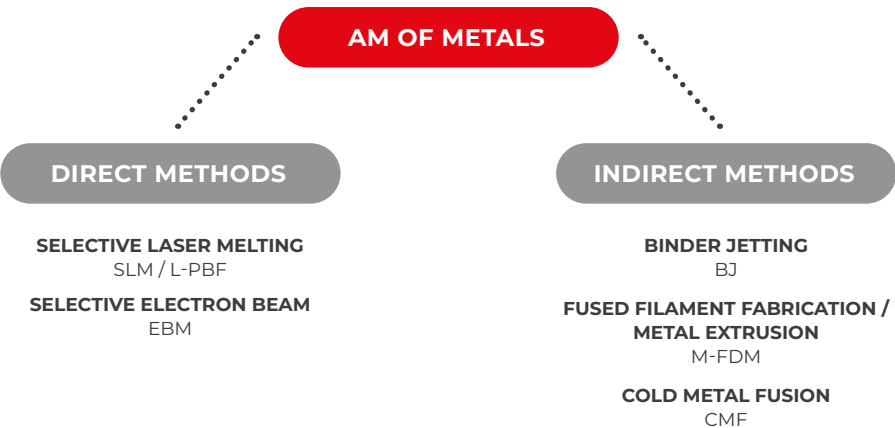 AM OF METALS
DIRECT METHODS
INDIRECT METHODS
SELECTIVE LASER MELTING
SLM / L-PBF
SELECTIVE ELECTRON BEAM
EBM
BINDER JETTING
BJ
FUSED FILAMENT FABRICATION /
METAL EXTRUSION
M-FDM
COLD METAL FUSION
CMF